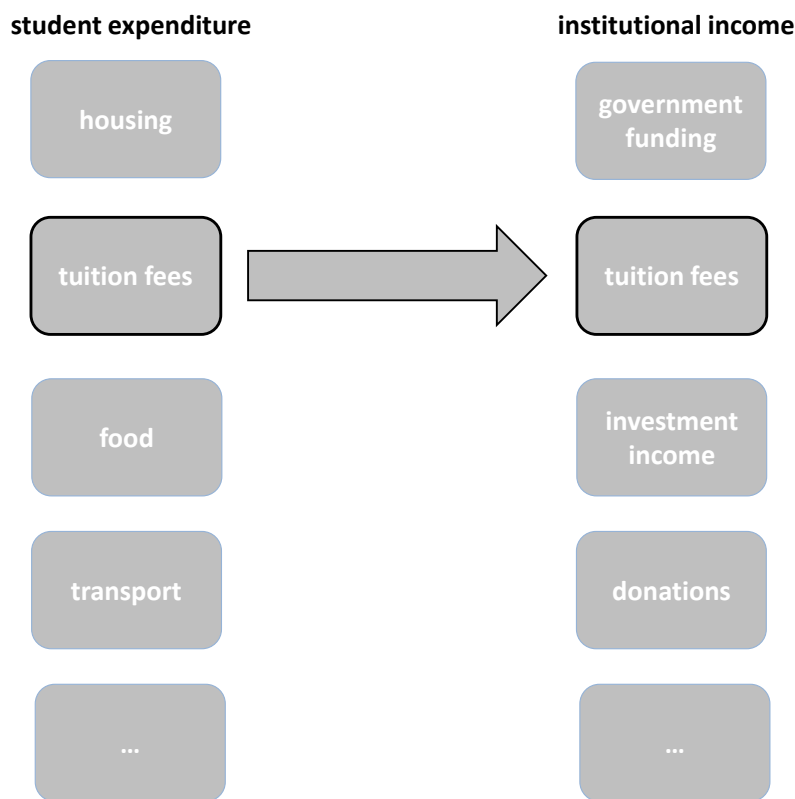 student expenditure
institutional income
housing
government
funding
tuition fees
tuition fees
food
investment
income
transport
donations
...
...